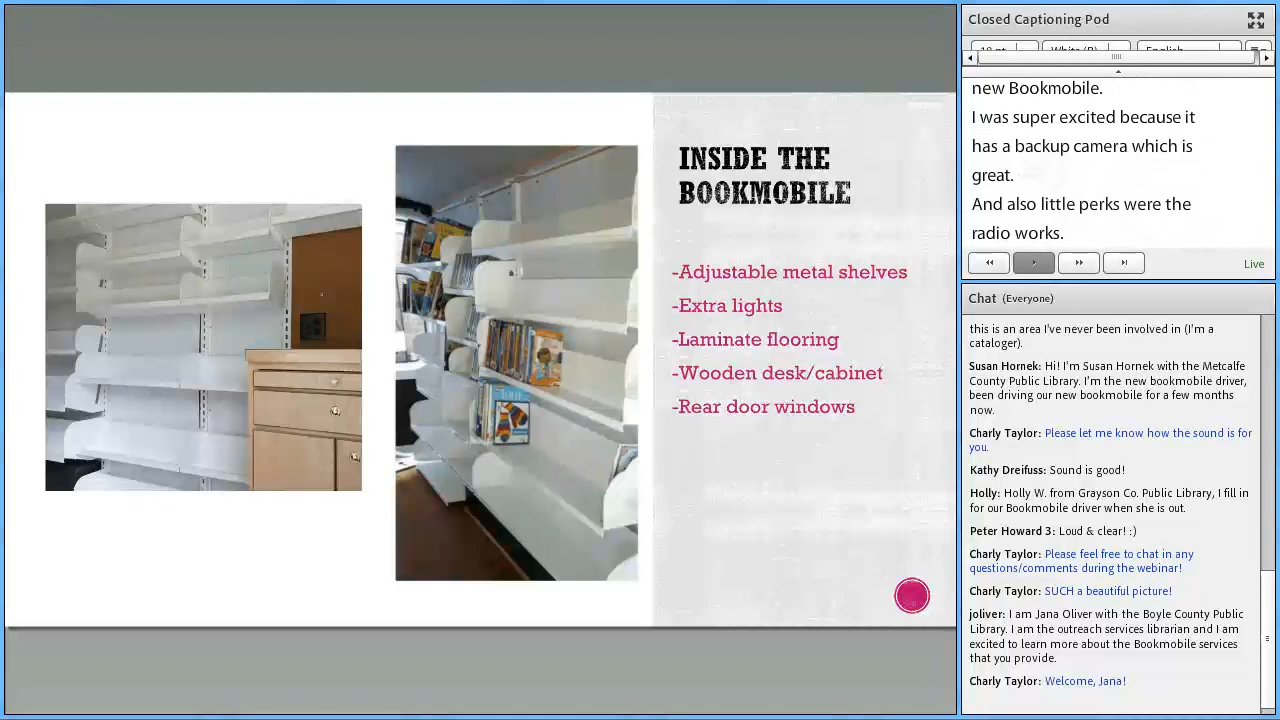 INSIDE THE
BOOKMOBILE
-Adjustable metal shelves
-Extra lights
-Laminate flooring
-Wooden desk/cabinet
-Rear door windows
Closed Captioning Pod
English
new Bookmobile.
I was super excited because it
has a backup camera which is
great.
And also little perks were the
radio works.
Live
Chat (Everyone)
this is an area I've never been involved in (I'm a
cataloger).
Susan Hornek: Hi! I'm Susan Hornek with the Metcalfe
County Public Library. I'm the new bookmobile driver,
been driving our new bookmobile for a few months
now.
Charly Taylor: Please let me know how the sound is for
you.
Kathy Dreifuss: Sound is good!
Holly: Holly W. from Grayson Co. Public Library, I fill in
for our Bookmobile driver when she is out.
Peter Howard 3: Loud & clear! :)
Charly Taylor: Please feel free to chat in any
questions/comments during the webinar!
Charly Taylor: SUCH a beautiful picture!
joliver: I am Jana Oliver with the Boyle County Public
Library. I am the outreach services librarian and I am
excited to learn more about the Bookmobile services
that you provide.
Charly Taylor: Welcome, Jana!